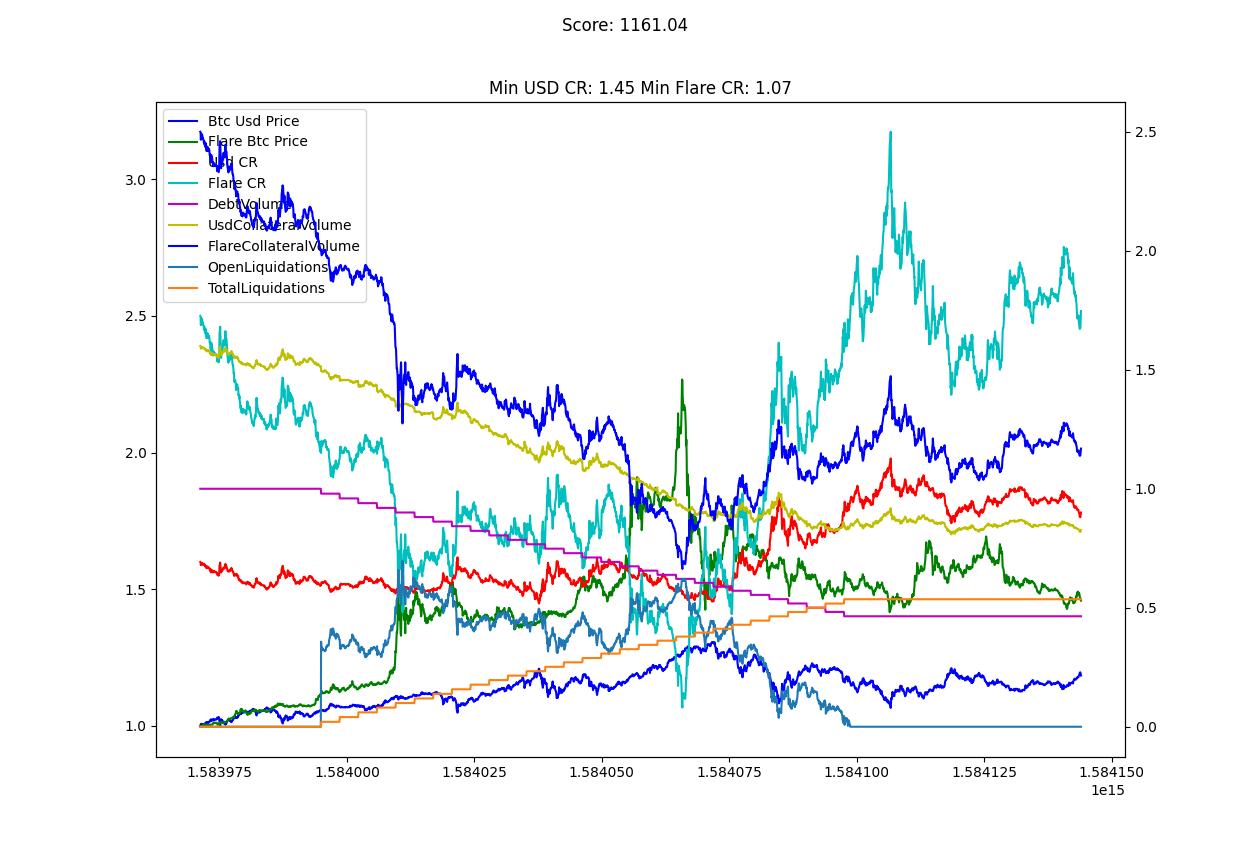 Score: 1161.04
Min USD CR: 1.45 Min Flare CR: 1.07
Btc Usd Price
Flare Btc Price
Usd CR
Flare CR
DebtVolume
UsdCollateralVolume
FlareCollateralVolume
OpenLiquidations
TotalLiquidations
3.0
2.5
2.0
1.5
1.0
2.5
2.0
1.5
1.0
0.5
0.0
1.583975
1.584000
1.584025
1.584050
1.584075
1.584100
1.584125
1.584150
1e15